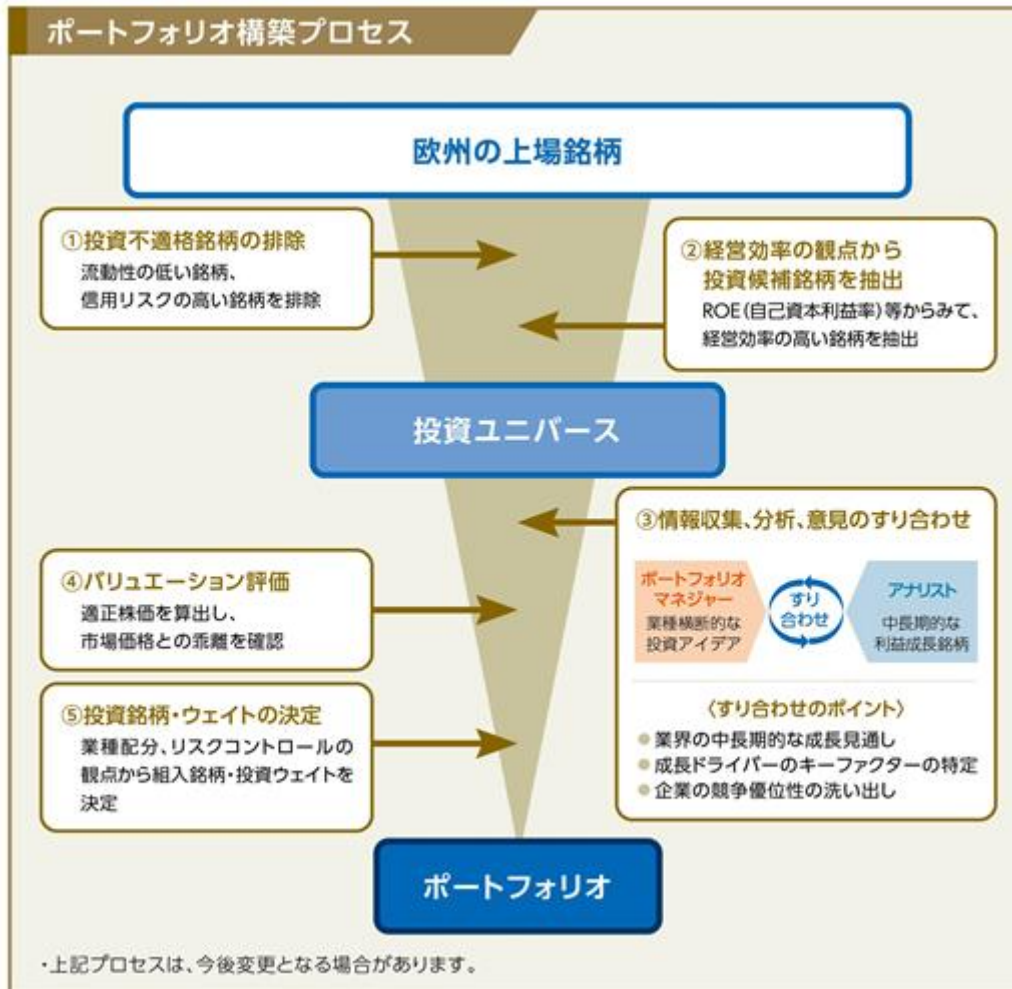 ポートフォリオ構築プロセス
欧州の上場銘柄
①投資不適格銘柄の排除
流動性の低い銘柄、
信用リスクの高い銘柄を排除
②経営効率の観点から
投資候補銘柄を抽出
ROE(自己資本利益率)等からみて、
経営効率の高い銘柄を抽出
投資ユニバース
③情報収集、分析、意見のすり合わせ
ポートフォリオ
マネジャー
業種横断的な
投資アイデア
すり
合わせ
アナリスト
中長期的な
利益成長銘柄
〈すり合わせのポイント〉
●業界の中長期的な成長見通し
●成長ドライバーのキーファクターの特定
●企業の競争優位性の洗い出し
④バリュエーション評価
適正株価を算出し、
市場価格との乖離を確認
⑤投資銘柄・ウェイトの決定
業種配分、リスクコントロールの
観点から組入銘柄・投資ウェイトを
決定
ポートフォリオ
・上記プロセスは、今後変更となる場合があります。